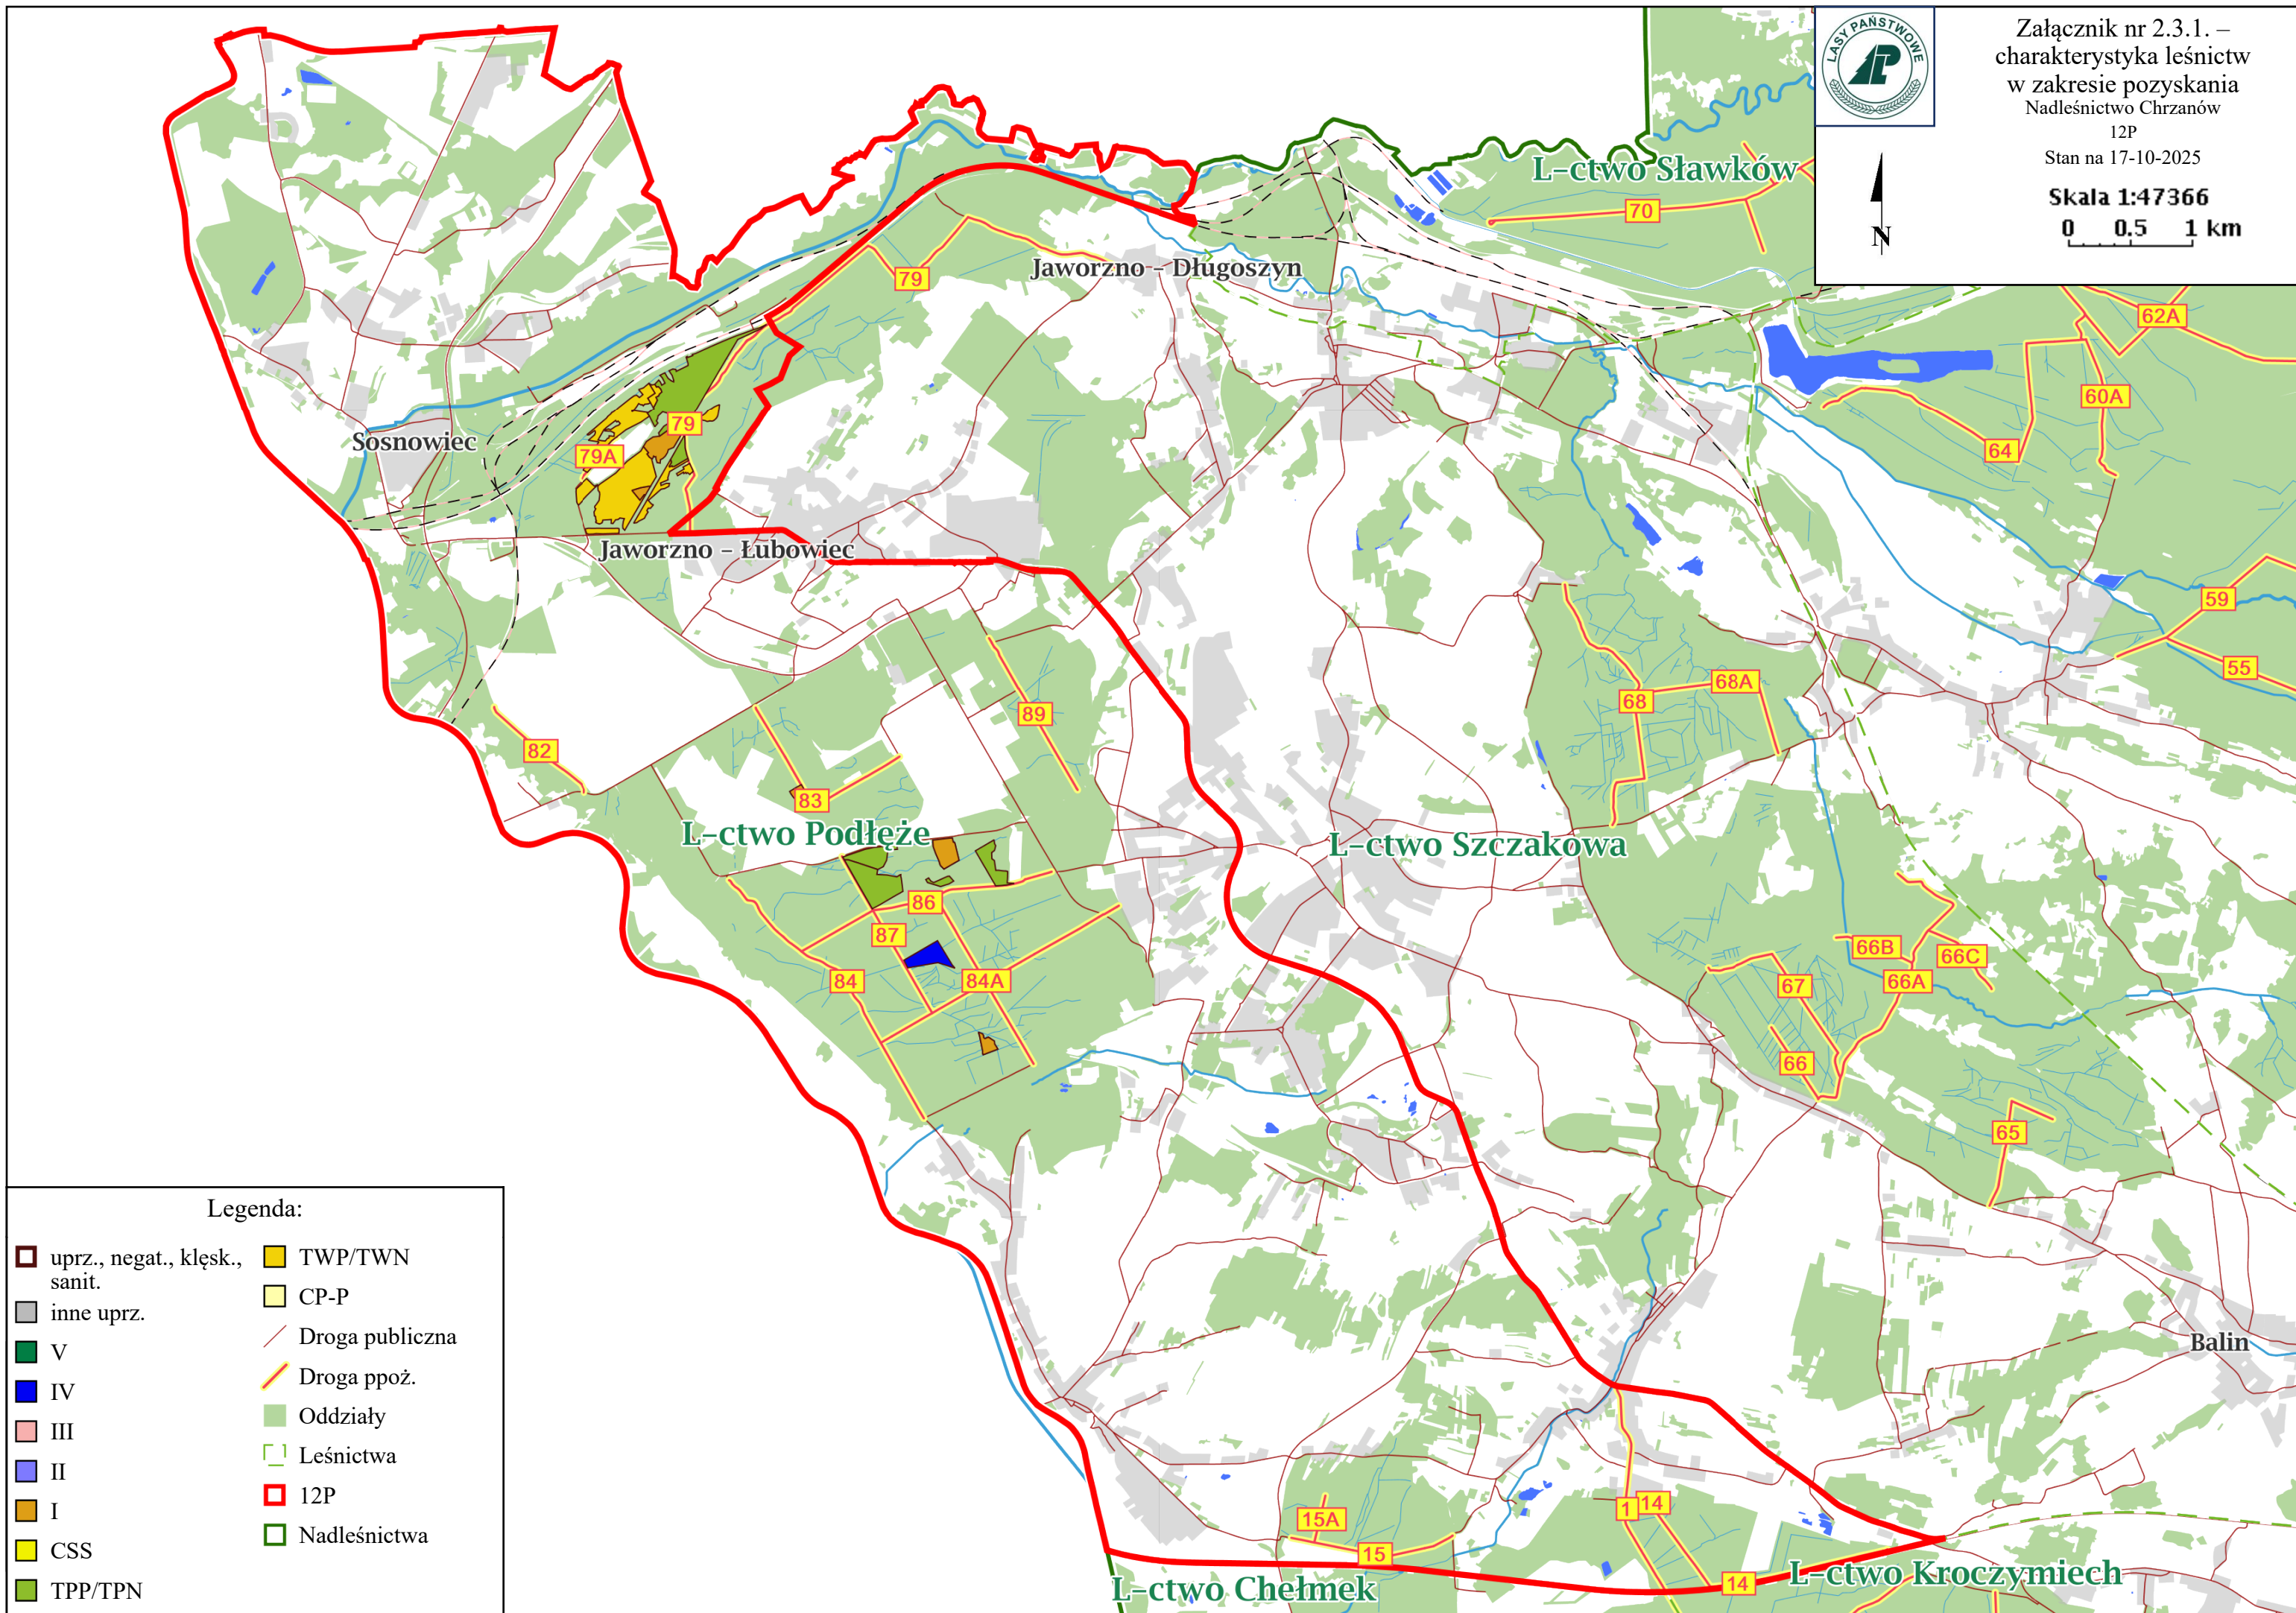 Załącznik nr 2.3.1. –
charakterystyka leśnictw
w zakresie pozyskania
Nadleśnictwo Chrzanów
12P
Stan na 17-10-2025
Skala 1:47366
0 0.5 1 km
N
LASY PAŃSTWOWE
L-ctwo Sławków
70
79
Jaworzno - Długoszyn
62A
60A
64
79
79A
Sosnowiec
Jaworzno - Łubowiec
59
55
68A
68
89
82
83
L-ctwo Podłęże
L-ctwo Szczakowa
86
87
84
84A
66B
66C
66A
67
66
65
Balin
15A
15
1
14
14
L-ctwo Chełmek
L-ctwo Kroczymiech
Legenda:
uprz., negat., klęsk.,
sanit.
inne uprz.
V
IV
III
II
I
CSS
TPP/TPN
TWP/TWN
CP-P
Droga publiczna
Droga ppoż.
Oddziały
Leśnictwa
12P
Nadleśnictwa